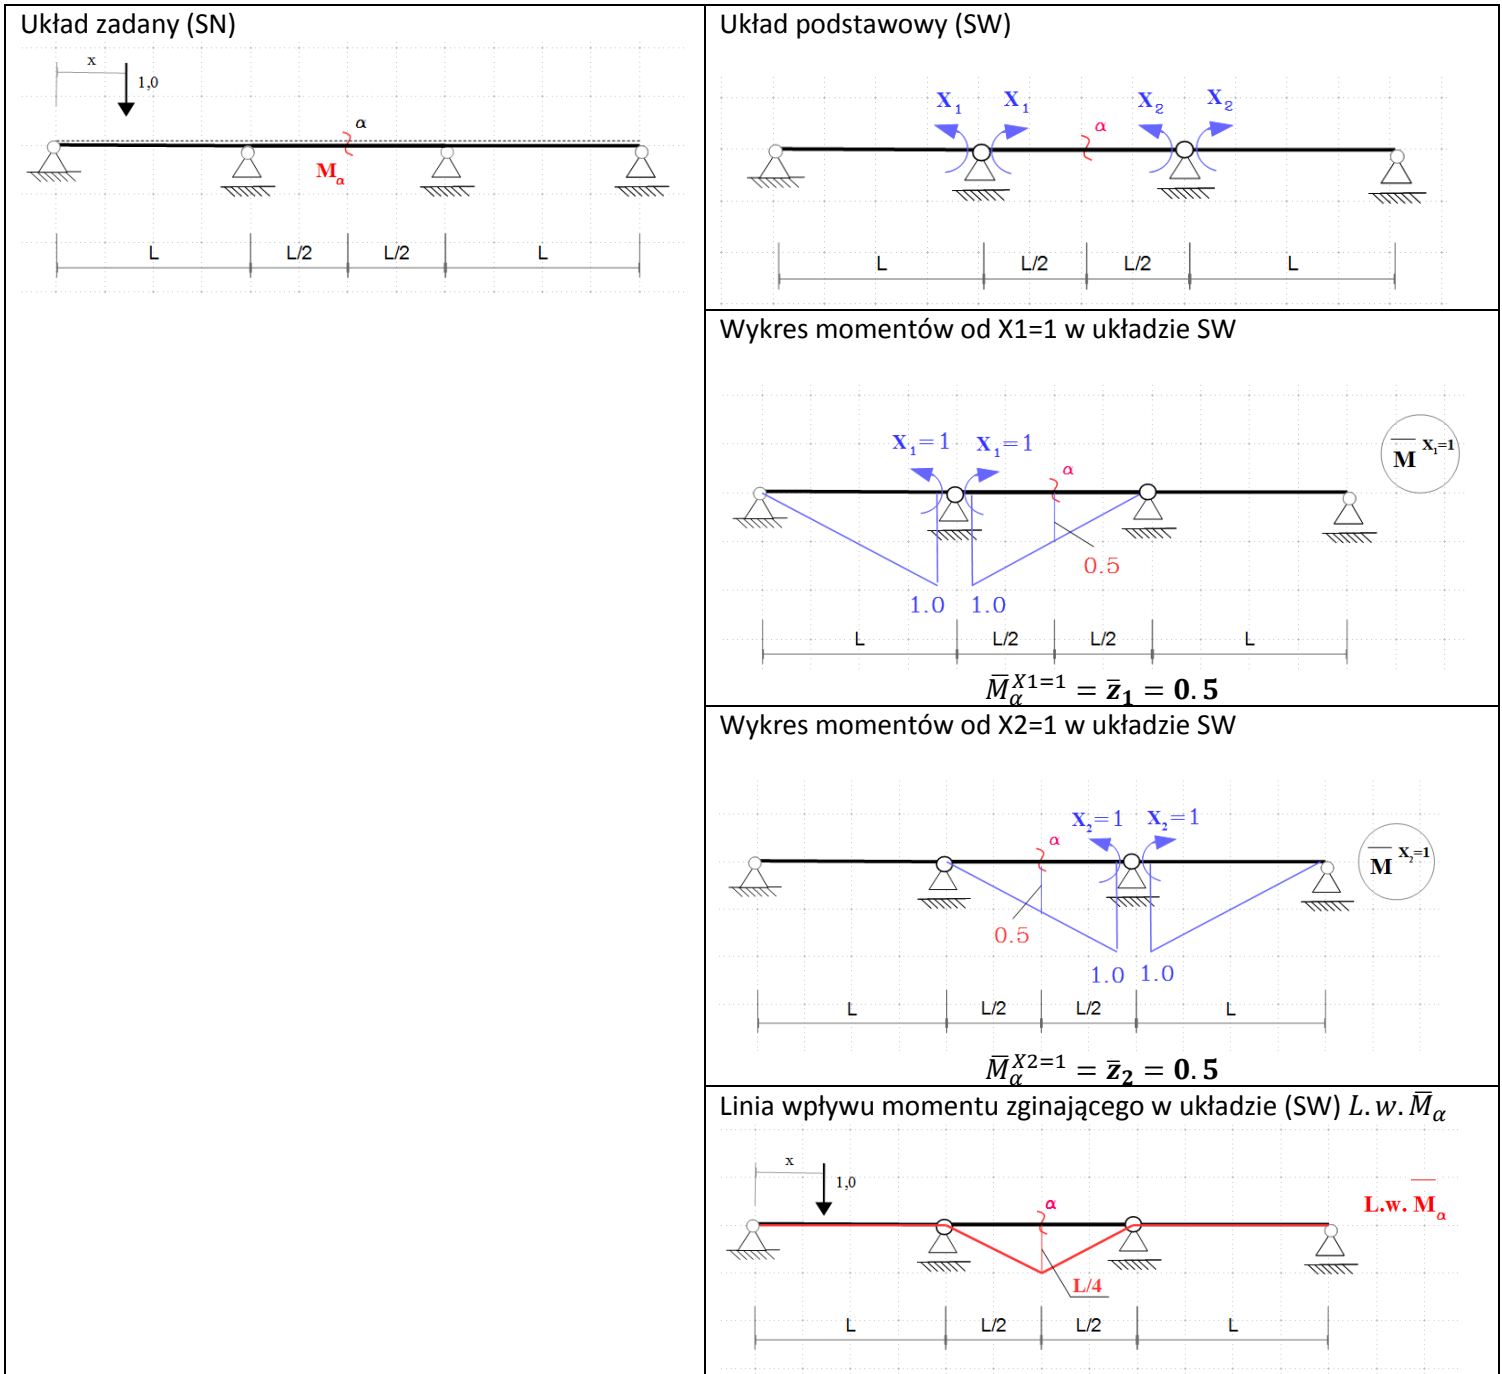 Układ zadany (SN)
x
1,0
α
Mα
L L/2 L/2 L
Układ podstawowy (SW)
X1 X1 X2 X2
α
L L/2 L/2 L
Wykres momentów od X1=1 w układzie SW
X1=1 X1=1
α
M̅ X1=1
0.5
1.0 1.0
L L/2 L/2 L
M̅α^X1=1 = z̅1 = 0.5
Wykres momentów od X2=1 w układzie SW
X2=1 X2=1
α
M̅ X2=1
0.5
1.0 1.0
L L/2 L/2 L
M̅α^X2=1 = z̅2 = 0.5
Linia wpływu momentu zginającego w układzie (SW) L.w.M̅α
x
1,0
α
L.w. M̅α
L/4
L L/2 L/2 L